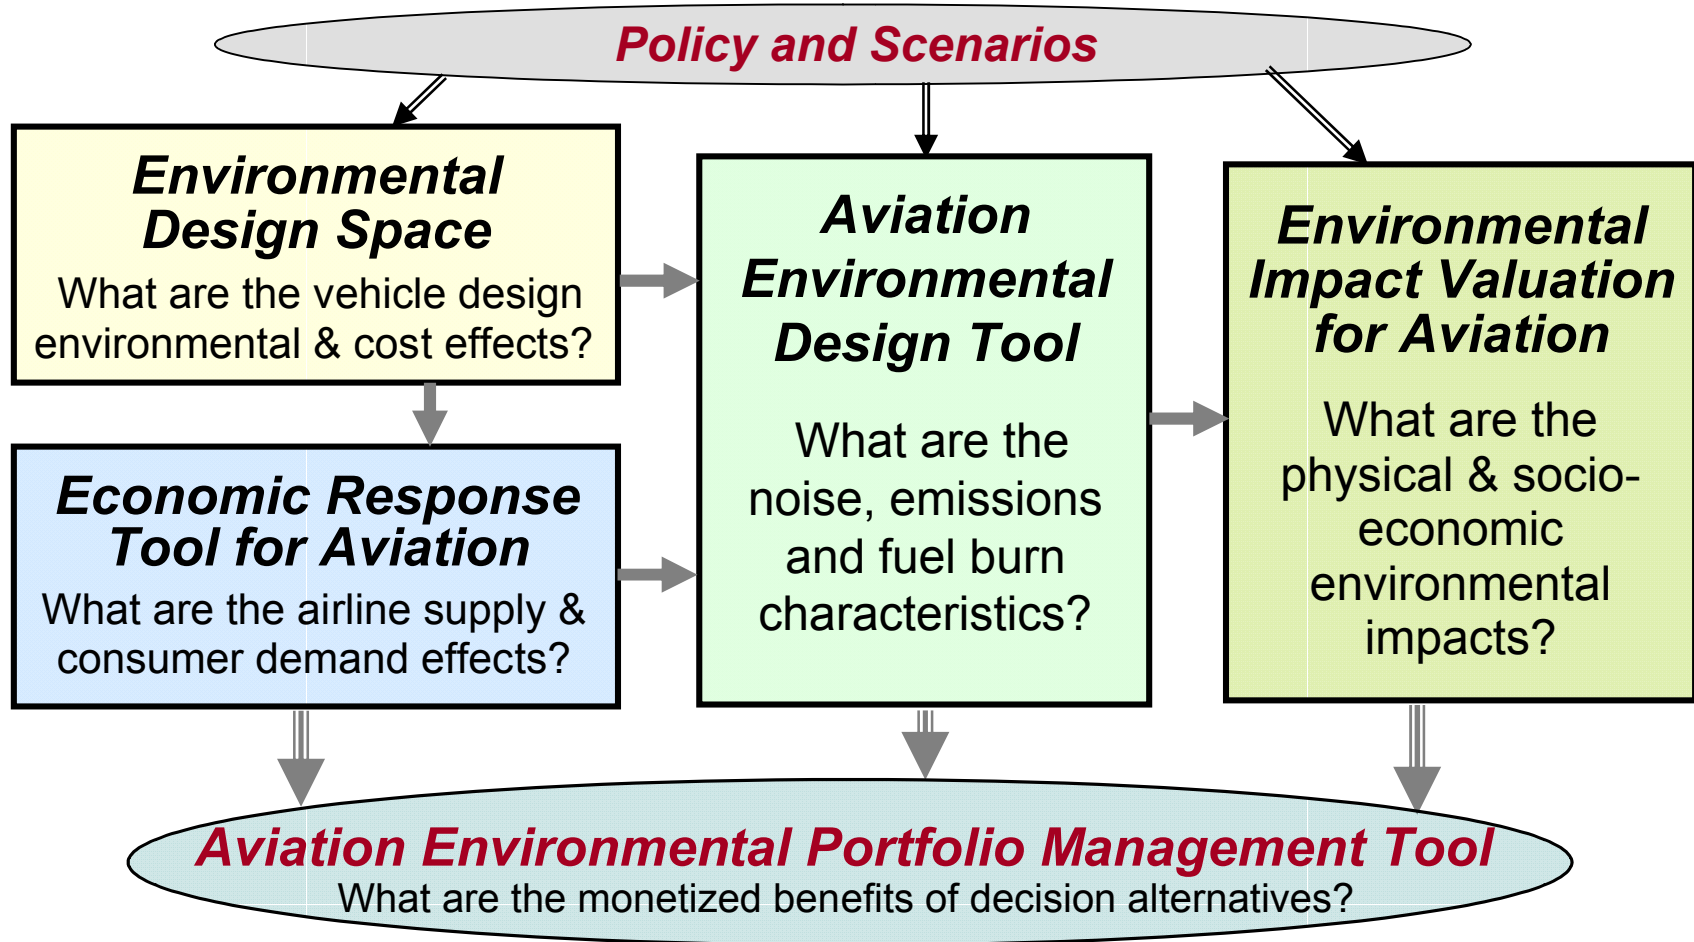 Policy and Scenarios
Environmental
Design Space
What are the vehicle design
environmental & cost effects?
Economic Response
Tool for Aviation
What are the airline supply &
consumer demand effects?
Aviation
Environmental
Design Tool
What are the
noise, emissions
and fuel burn
characteristics?
Environmental
Impact Valuation
for Aviation
What are the
physical & socio-
economic
environmental
impacts?
Aviation Environmental Portfolio Management Tool
What are the monetized benefits of decision alternatives?